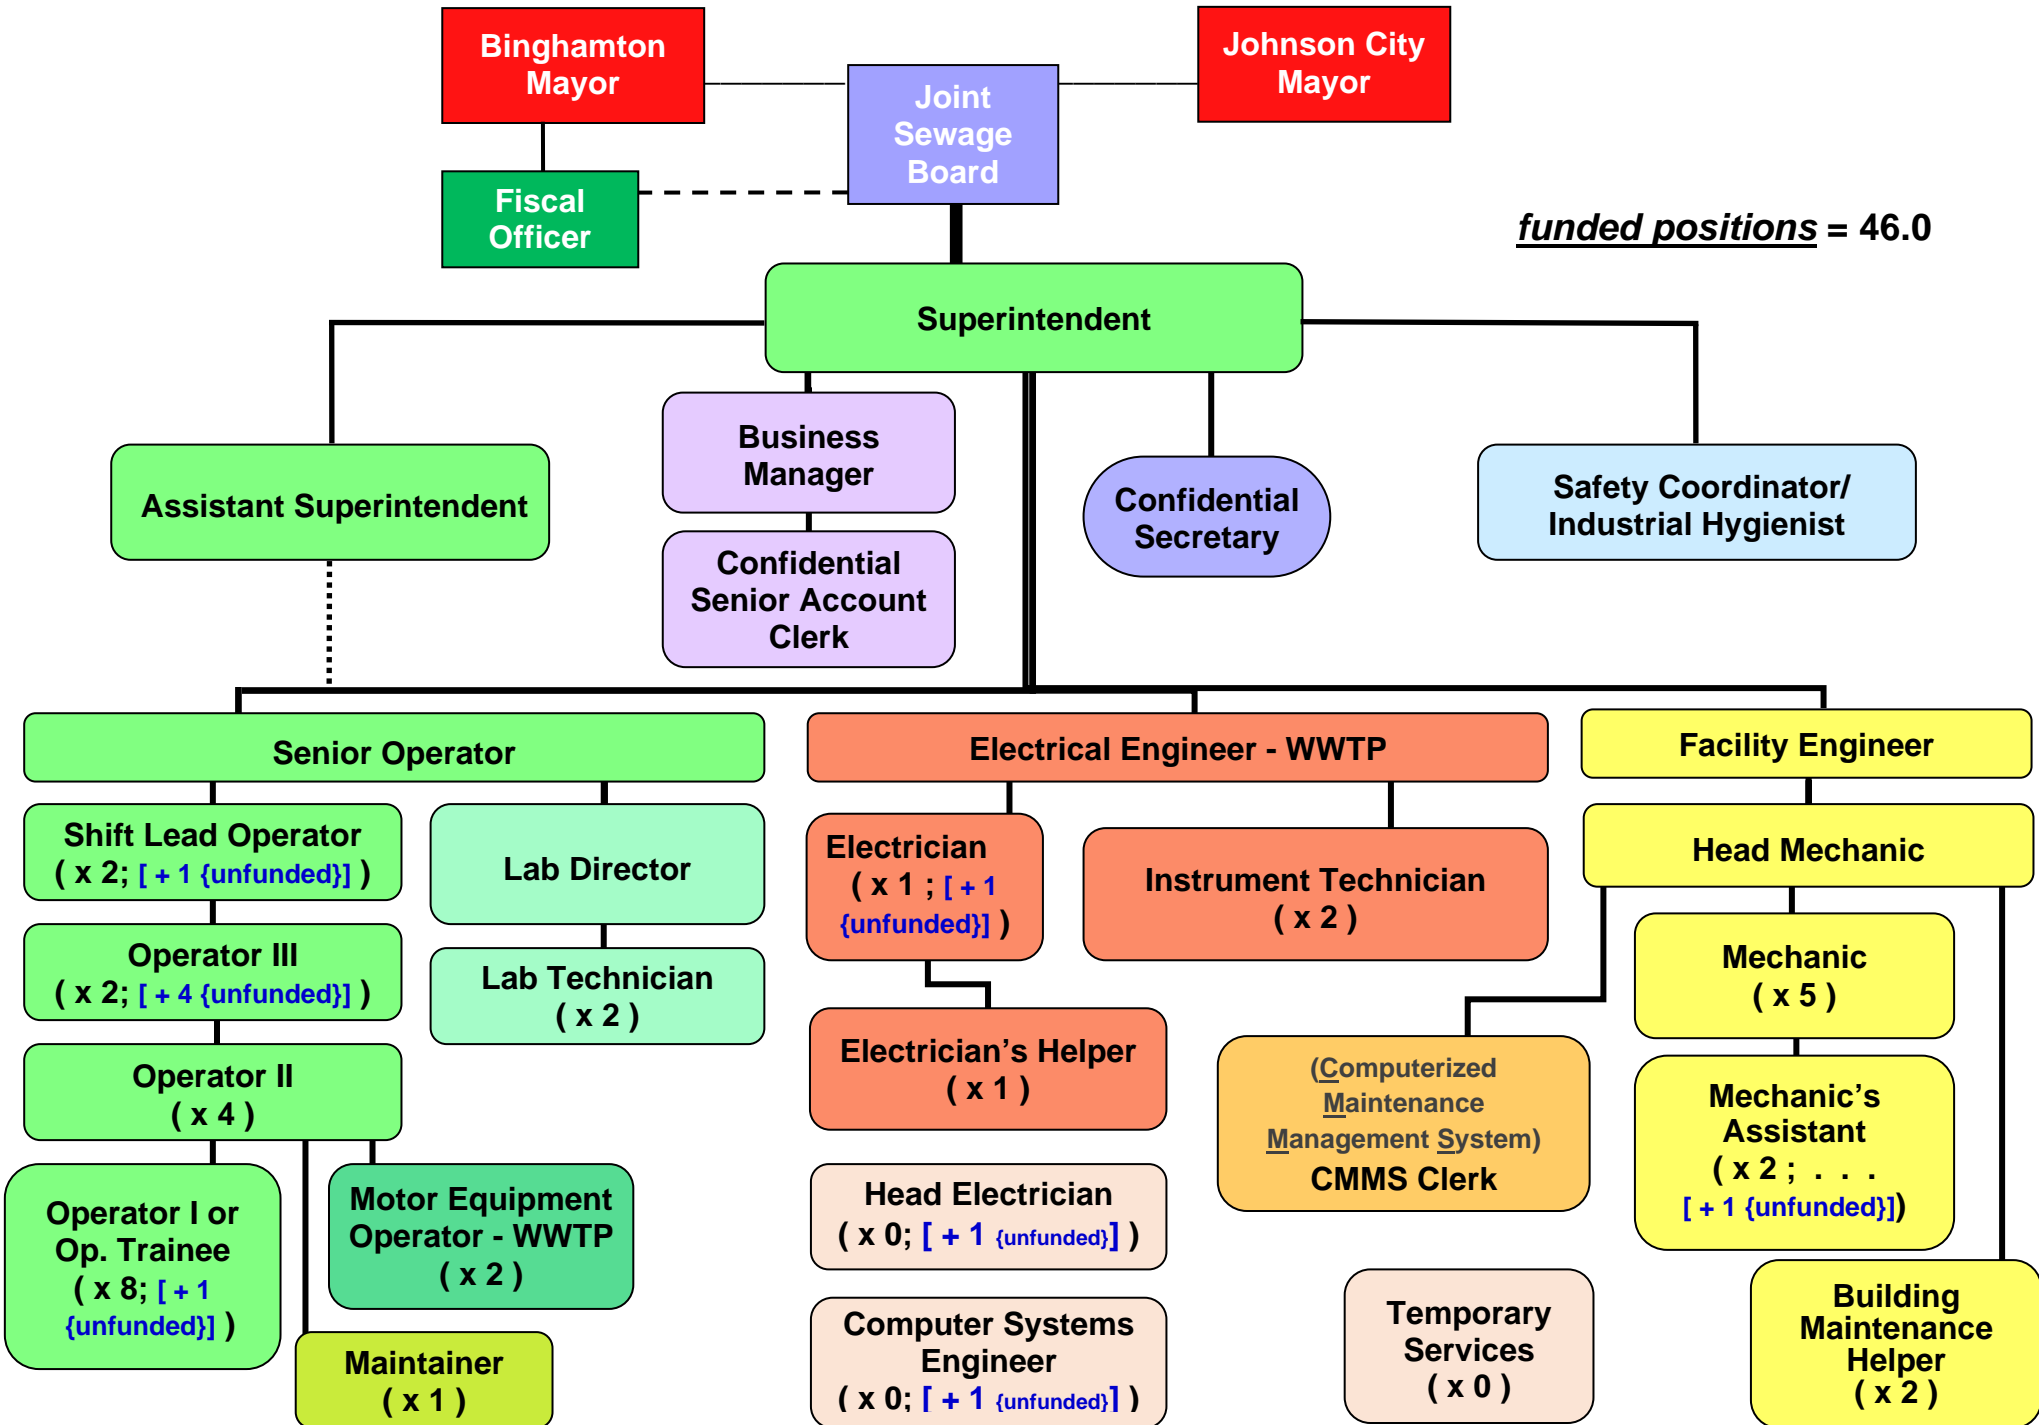 Binghamton
Mayor
Johnson City
Mayor
Joint
Sewage
Board
Fiscal
Officer
funded positions = 46.0
Superintendent
Assistant Superintendent
Business
Manager
Confidential
Secretary
Safety Coordinator/
Industrial Hygienist
Confidential
Senior Account
Clerk
Senior Operator
Electrical Engineer - WWTP
Facility Engineer
Shift Lead Operator
( x 2; [ + 1 {unfunded}] )
Lab Director
Electrician
( x 1 ; [ + 1
{unfunded}] )
Instrument Technician
( x 2 )
Head Mechanic
Operator III
( x 2; [ + 4 {unfunded}] )
Lab Technician
( x 2 )
Mechanic
( x 5 )
Operator II
( x 4 )
Electrician's Helper
( x 1 )
(Computerized
Maintenance
Management System)
CMMS Clerk
Mechanic's
Assistant
( x 2 ; . . .
[ + 1 {unfunded}])
Operator I or
Op. Trainee
( x 8; [ + 1
{unfunded}] )
Motor Equipment
Operator - WWTP
( x 2 )
Head Electrician
( x 0; [ + 1 {unfunded}] )
Maintainer
( x 1 )
Computer Systems
Engineer
( x 0; [ + 1 {unfunded}] )
Temporary
Services
( x 0 )
Building
Maintenance
Helper
( x 2 )